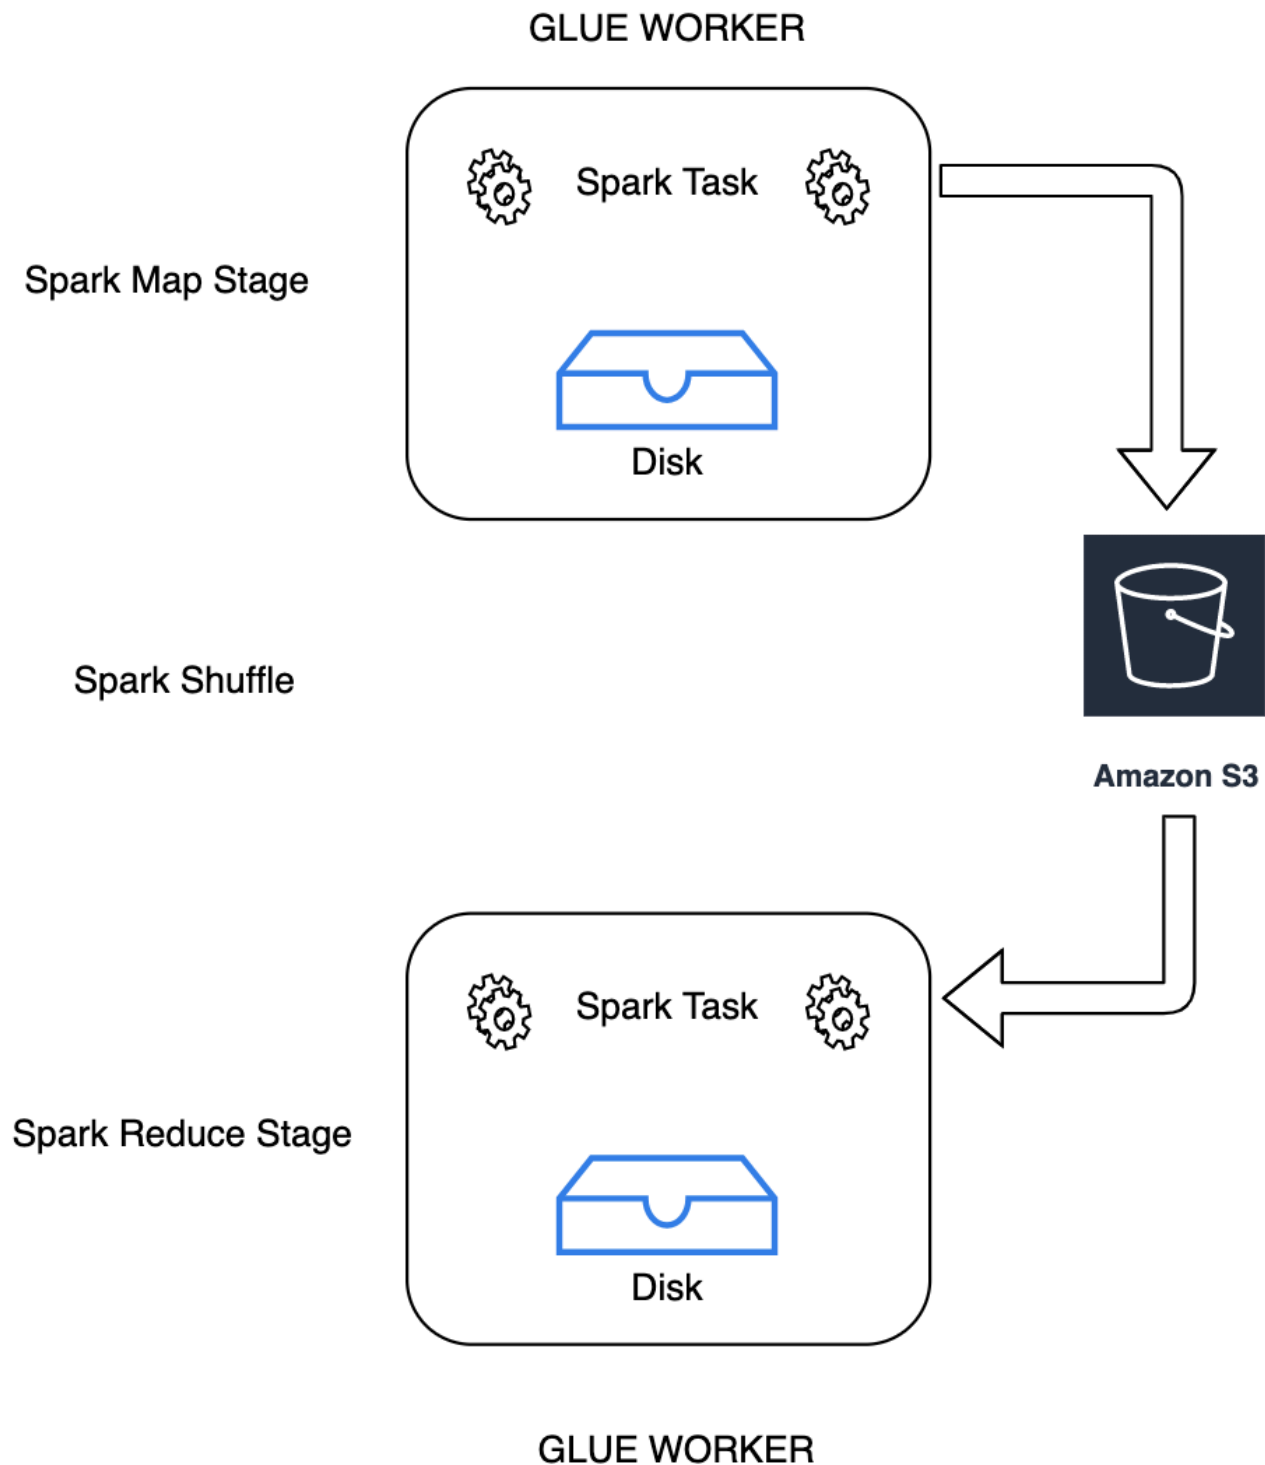 GLUE WORKER
Spark Task
Spark Map Stage
Disk
Spark Shuffle
Amazon S3
Spark Task
Spark Reduce Stage
Disk
GLUE WORKER